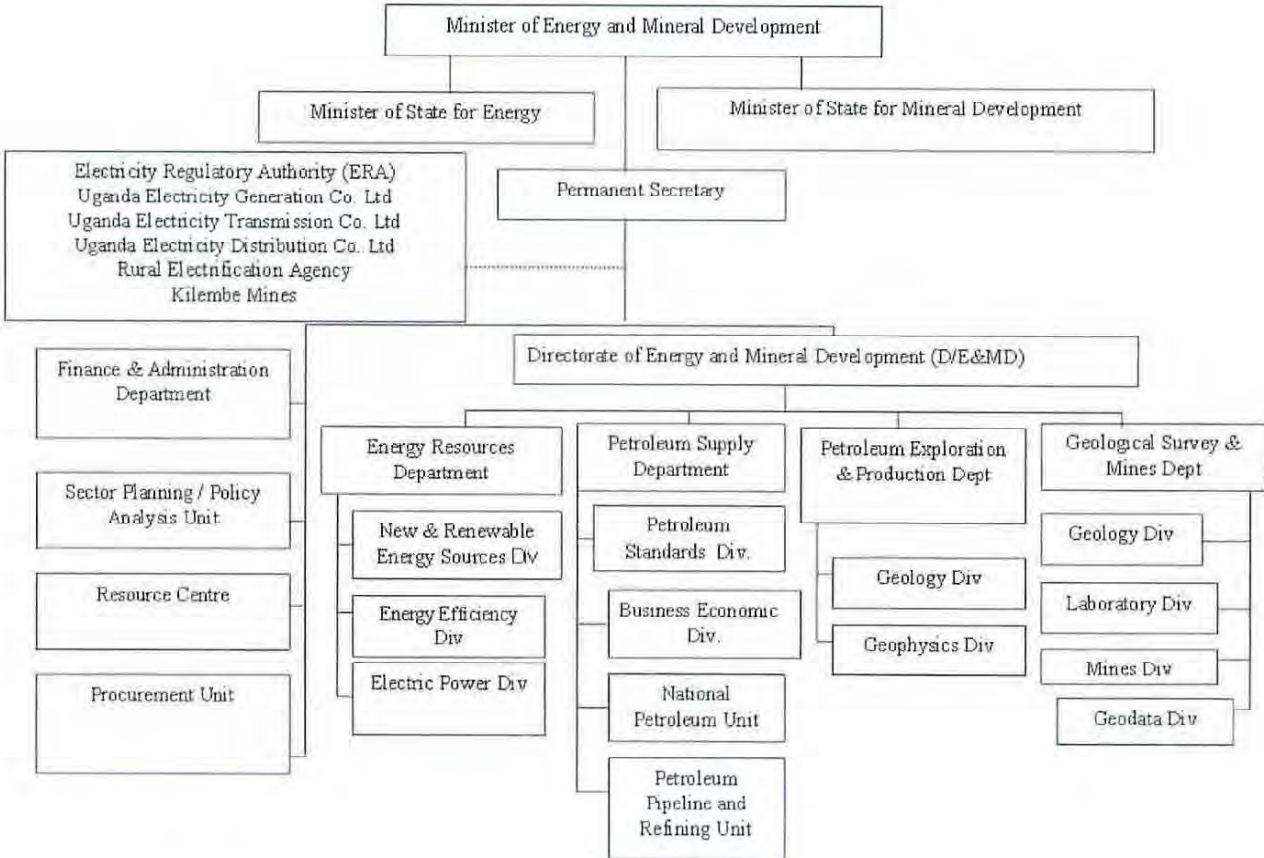 Minister of Energy and Mineral Development
Minister of State for Energy
Minister of State for Mineral Development
Electricity Regulatory Authority (ERA)
Uganda Electricity Generation Co. Ltd
Uganda Electricity Transmission Co. Ltd
Uganda Electricity Distribution Co. Ltd
Rural Electrification Agency
Kilembe Mines
Permanent Secretary
Finance & Administration
Department
Sector Planning / Policy
Analysis Unit
Resource Centre
Procurement Unit
Directorate of Energy and Mineral Development (D/E&MD)
Energy Resources
Department
New & Renewable
Energy Sources Div
Energy Efficiency
Div
Electric Power Div
Petroleum Supply
Department
Petroleum
Standards Div.
Business Economic
Div.
National
Petroleum Unit
Petroleum
Pipeline and
Refining Unit
Petroleum Exploration
& Production Dept
Geology Div
Geophysics Div
Geological Survey &
Mines Dept
Geology Div
Laboratory Div
Mines Div
Geodata Div